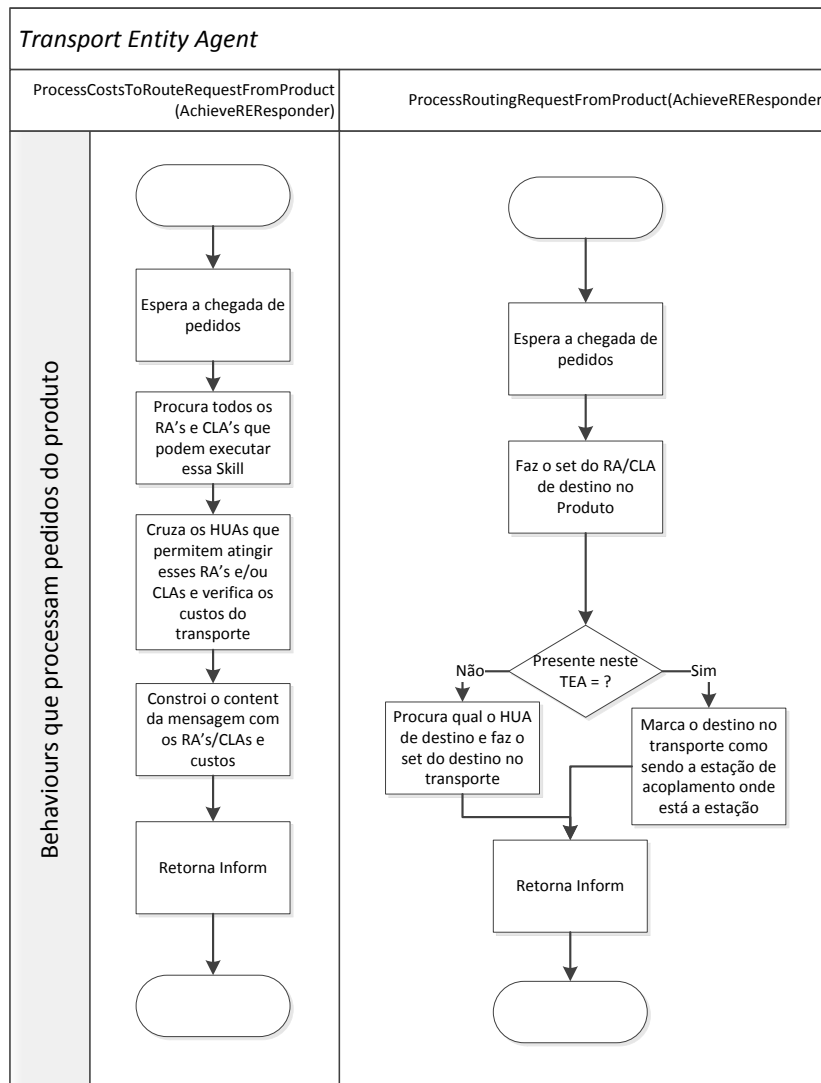 Transport Entity Agent
ProcessCostsToRouteRequestFromProduct
(AchieveREResponder)
ProcessRoutingRequestFromProduct(AchieveREResponder
Behaviours que processam pedidos do produto
Espera a chegada de
pedidos
Procura todos os
RA's e CLA's que
podem executar
essa Skill
Cruza os HUAs que
permitem atingir
esses RA's e/ou
CLAs e verifica os
custos do
transporte
Constroi o content
da mensagem com
os RA's/CLAs e
custos
Retorna Inform
Espera a chegada de
pedidos
Faz o set do RA/CLA
de destino no
Produto
Presente neste
TEA = ?
Não
Sim
Procura qual o HUA
de destino e faz o
set do destino no
transporte
Marca o destino no
transporte como
sendo a estação de
acoplamento onde
está a estação
Retorna Inform